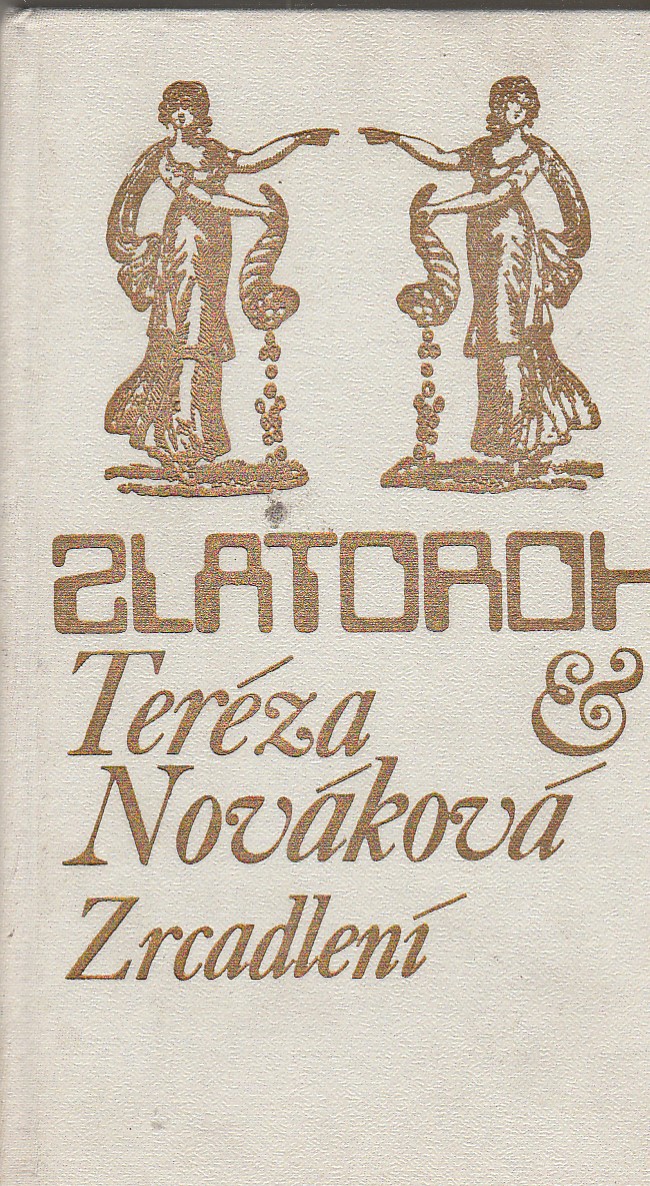 ZLATOROH
Teréza &
Nováková
Zrcadlení